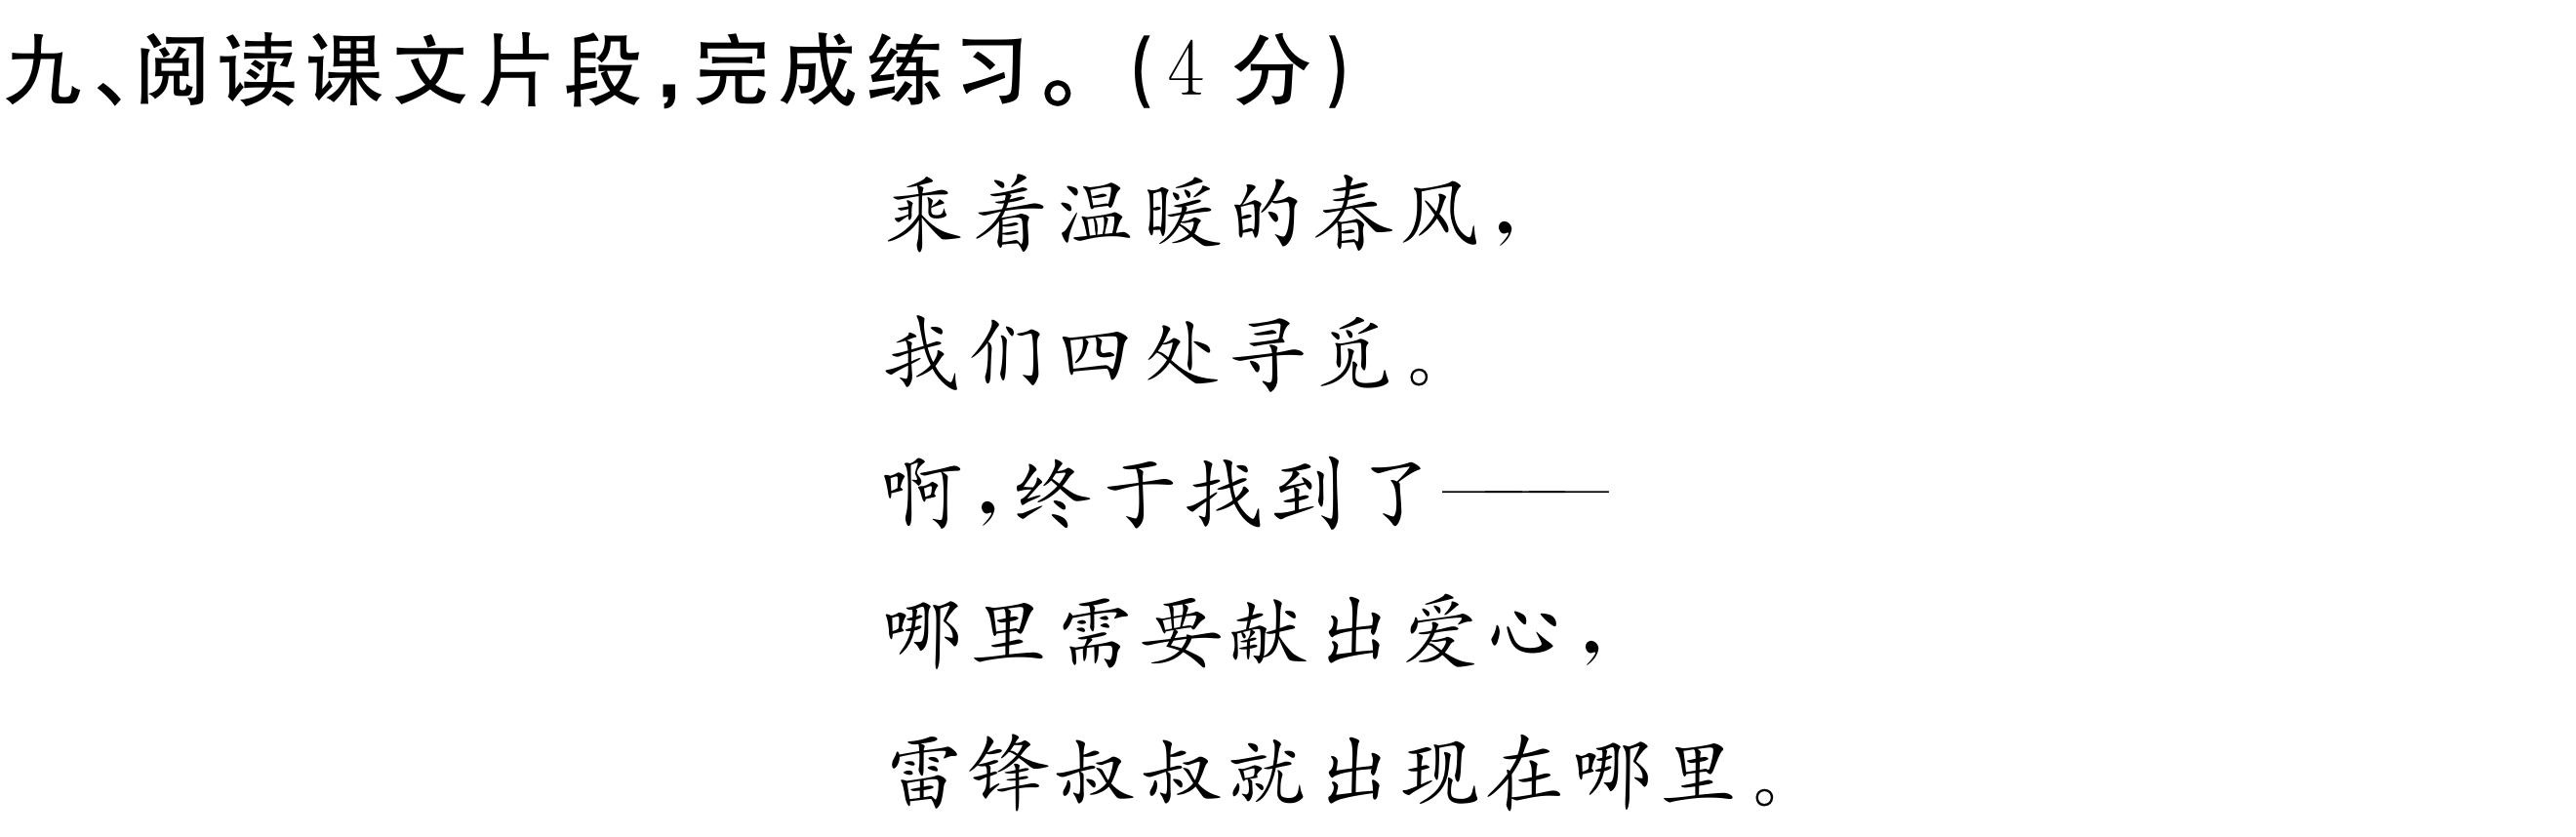 九、阅读课文片段,完成练习。(4 分)
乘着温暖的春风,
我们四处寻觅。
啊,终于找到了——
哪里需要献出爱心,
雷锋叔叔就出现在哪里。